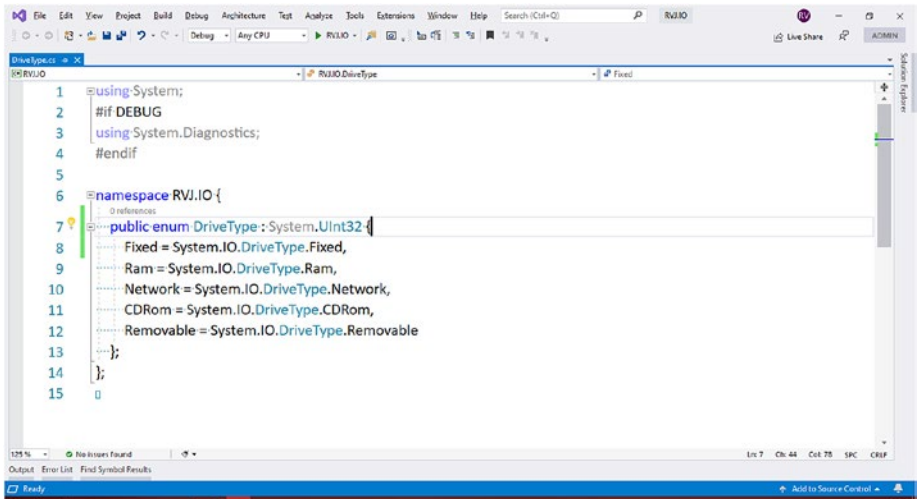 File Edit View Project Build Debug Architecture Test Analyze Tools Extensions Window Help Search (Ctrl+Q) RVJ.IO RV
Debug Any CPU RVJ.IO Live Share ADMIN
DriveType.cs
RVJ.IO RVJ.IO.DriveType Fixed
Solution Explorer
1 using System;
2 #if DEBUG
3 using System.Diagnostics;
4 #endif
5
6 namespace RVJ.IO {
0 references
7 public enum DriveType : System.UInt32 {
8 Fixed = System.IO.DriveType.Fixed,
9 Ram = System.IO.DriveType.Ram,
10 Network = System.IO.DriveType.Network,
11 CDRom = System.IO.DriveType.CDRom,
12 Removable = System.IO.DriveType.Removable
13 };
14 };
15
125 % No issues found Ln: 7 Ch: 44 Col: 78 SPC CRLF
Output Error List Find Symbol Results
Ready Add to Source Control